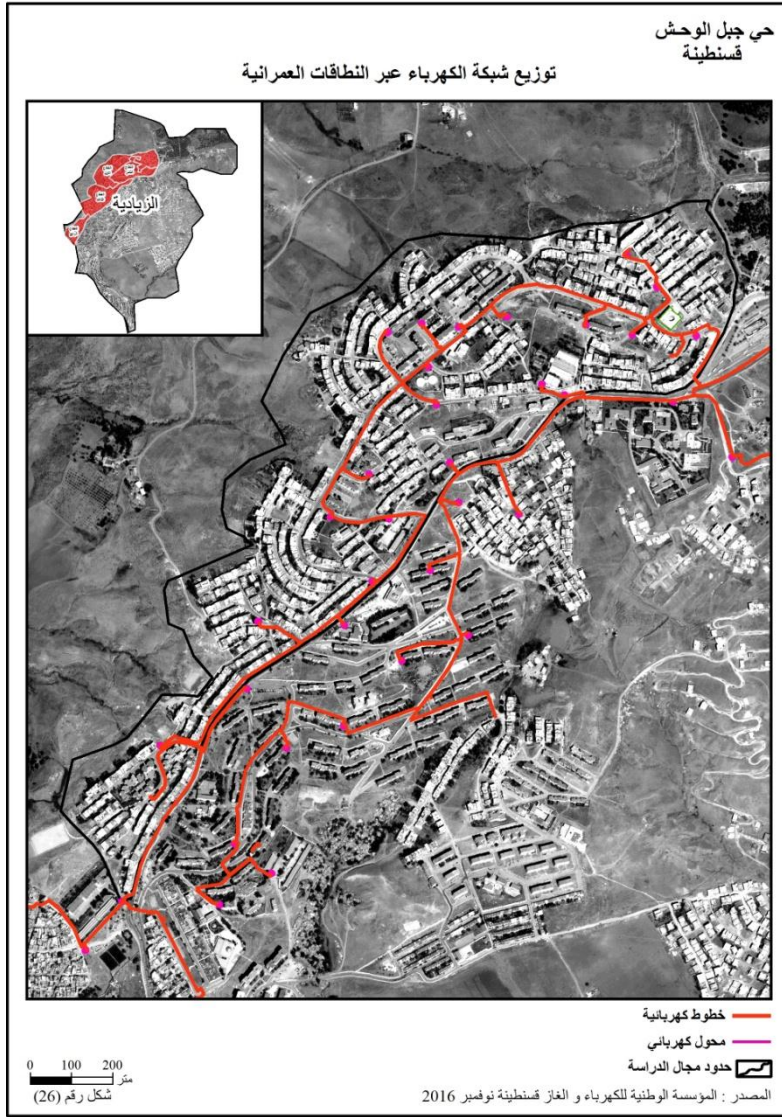 حي جبل الوحش
قسنطينة
توزيع شبكة الكهرباء عبر النطاقات العمرانية
الزيادية
خطوط كهربائية
محول كهربائي
حدود مجال الدراسة
0 100 200
متر
شكل رقم (26)
المصدر : المؤسسة الوطنية للكهرباء و الغاز قسنطينة نوفمبر 2016